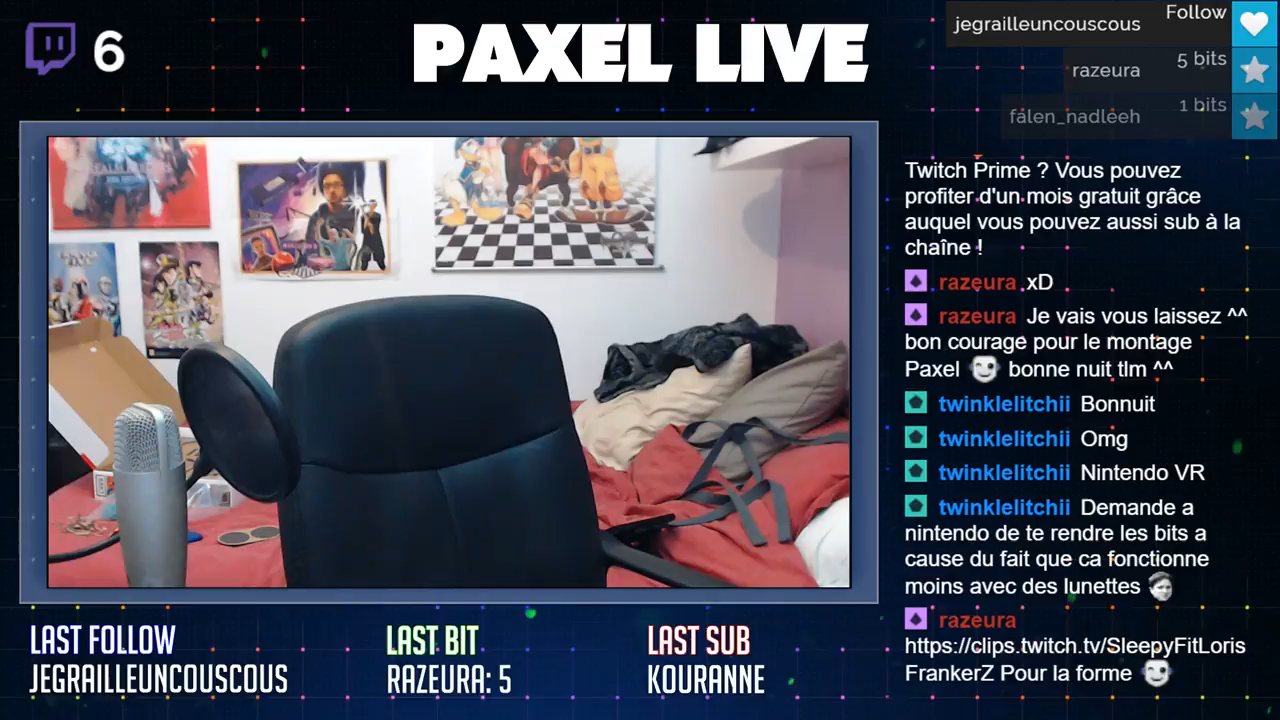 6
PAXEL LIVE
jegrailleuncouscous Follow
razeura 5 bits
falen_nadleeh 1 bits
Twitch Prime ? Vous pouvez
profiter d'un mois gratuit grâce
auquel vous pouvez aussi sub à la
chaîne !
razeura xD
razeura Je vais vous laissez ^^
bon courage pour le montage
Paxel bonne nuit tlm ^^
twinklelitchii Bonnuit
twinklelitchii Omg
twinklelitchii Nintendo VR
twinklelitchii Demande a
nintendo de te rendre les bits a
cause du fait que ca fonctionne
moins avec des lunettes
razeura
https://clips.twitch.tv/SleepyFitLoris
FrankerZ Pour la forme
LAST FOLLOW
JEGRAILLEUNCOUSCOUS
LAST BIT
RAZEURA: 5
LAST SUB
KOURANNE